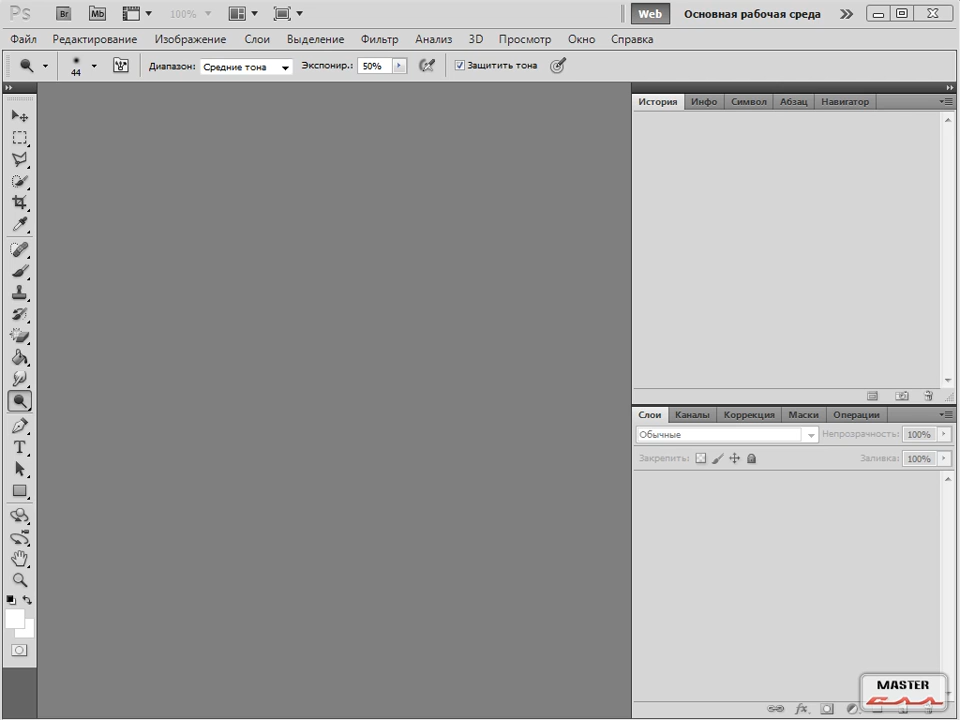 Ps Br Mb 100% Web Основная рабочая среда
Файл Редактирование Изображение Слои Выделение Фильтр Анализ 3D Просмотр Окно Справка
44 Диапазон: Средние тона Экспонир.: 50% Защитить тона
История Инфо Символ Абзац Навигатор
Слои Каналы Коррекция Маски Операции
Обычные Непрозрачность: 100%
Закрепить: Заливка: 100%
T
MASTER
css
fx.